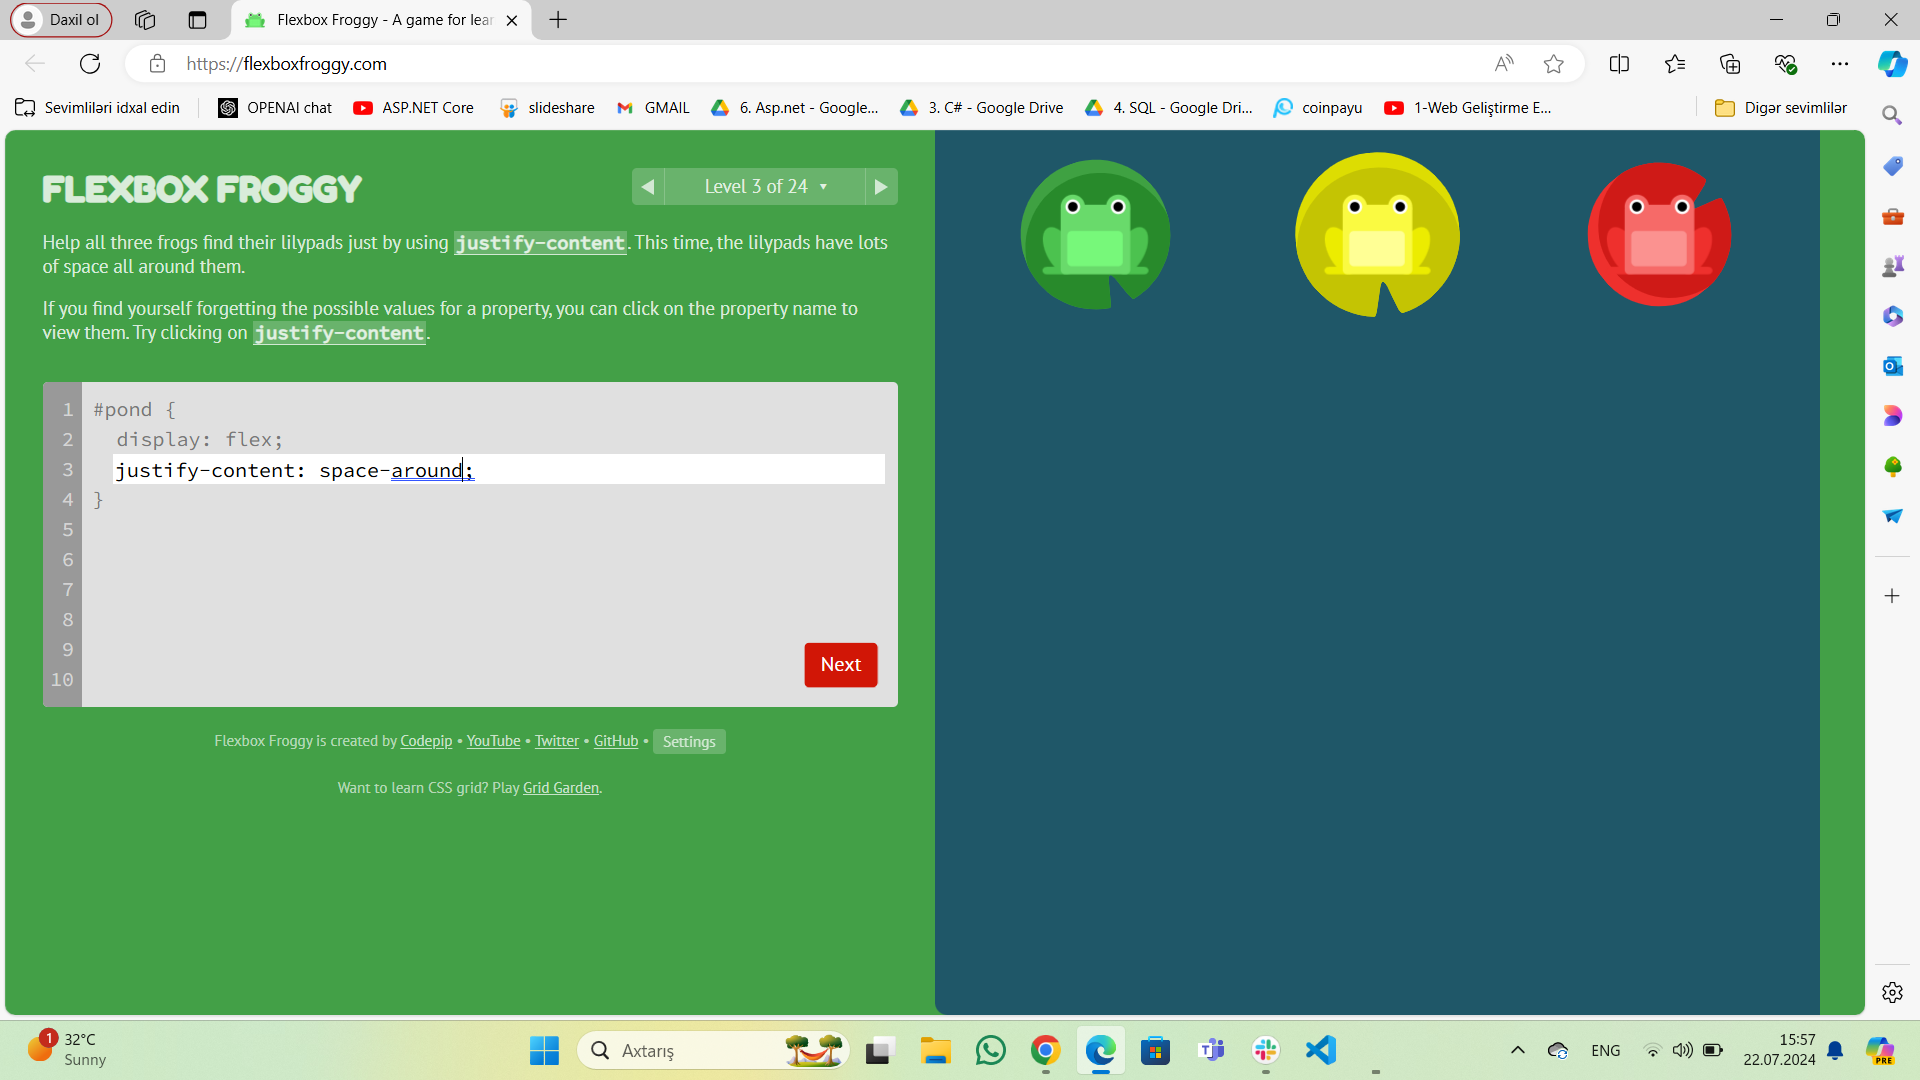 Daxil ol
Flexbox Froggy - A game for lear
https://flexboxfroggy.com
Sevimliləri idxal edin
OPENAI chat
ASP.NET Core
slideshare
GMAIL
6. Asp.net - Google...
3. C# - Google Drive
4. SQL - Google Dri...
coinpayu
1-Web Geliştirme E...
Digər sevimlilər
FLEXBOX FROGGY
Level 3 of 24
Help all three frogs find their lilypads just by using justify-content. This time, the lilypads have lots
of space all around them.
If you find yourself forgetting the possible values for a property, you can click on the property name to
view them. Try clicking on justify-content.
1 #pond {
2 display: flex;
3 justify-content: space-around;
4 }
5
6
7
8
9
10
Next
Flexbox Froggy is created by Codepip • YouTube • Twitter • GitHub • Settings
Want to learn CSS grid? Play Grid Garden.
1
32°C
Sunny
Axtarış
ENG
15:57
22.07.2024
PRE